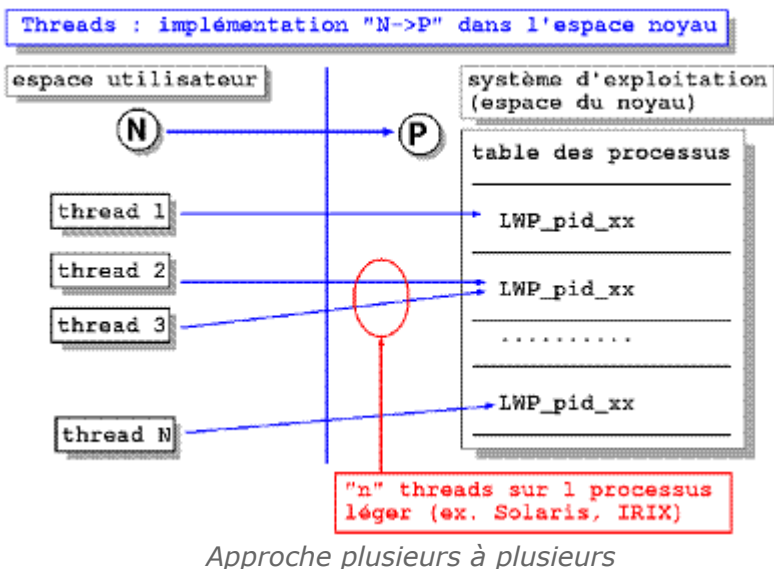 Threads : implémentation "N->P" dans l'espace noyau
espace utilisateur
système d'exploitation
(espace du noyau)
N
P
table des processus
thread 1
LWP_pid_xx
thread 2
LWP_pid_xx
thread 3
..........
thread N
LWP_pid_xx
"n" threads sur 1 processus
léger (ex. Solaris, IRIX)
Approche plusieurs à plusieurs